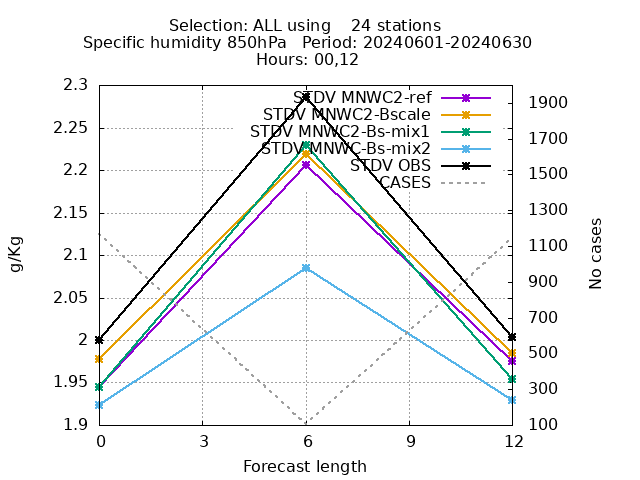 Selection: ALL using    24 stations
Specific humidity 850hPa   Period: 20240601-20240630
Hours: 00,12
STDV MNWC2-ref
STDV MNWC2-Bscale
STDV MNWC2-Bs-mix1
STDV MNWC-Bs-mix2
STDV OBS
CASES
2.3
2.25
2.2
2.15
2.1
2.05
2
1.95
1.9
g/Kg
1900
1700
1500
1300
1100
900
700
500
300
100
No cases
0 3 6 9 12
Forecast length